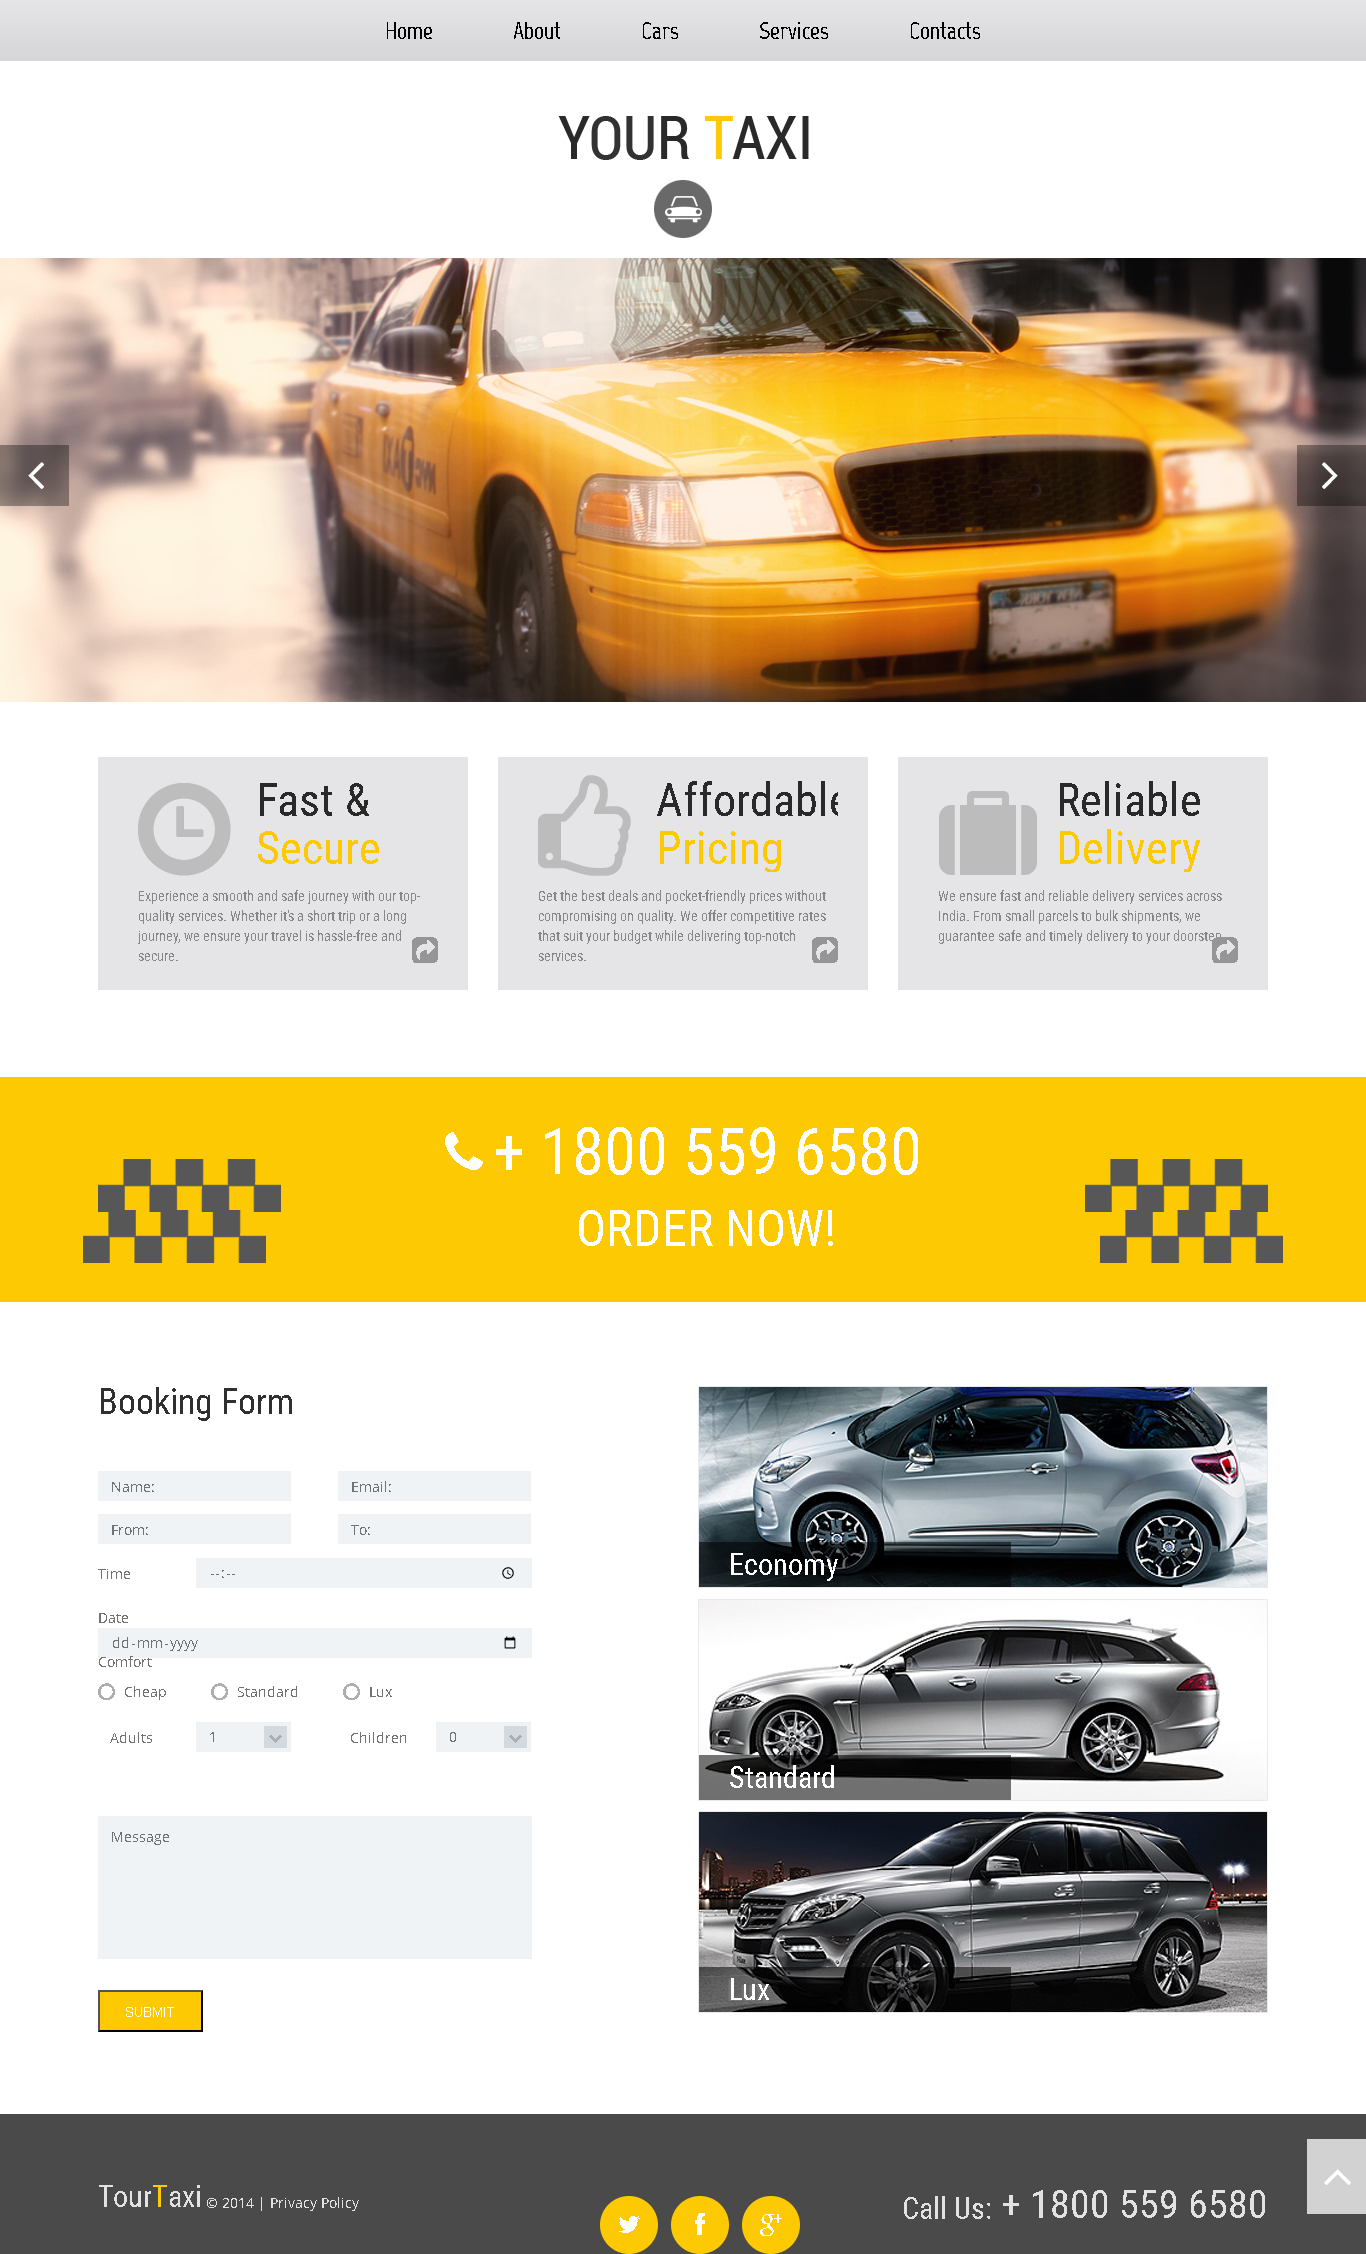 Home About Cars Services Contacts
YOUR TAXI
Fast &
Secure
Experience a smooth and safe journey with our top-
quality services. Whether it's a short trip or a long
journey, we ensure your travel is hassle-free and
secure.
Affordable
Pricing
Get the best deals and pocket-friendly prices without
compromising on quality. We offer competitive rates
that suit your budget while delivering top-notch
services.
Reliable
Delivery
We ensure fast and reliable delivery services across
India. From small parcels to bulk shipments, we
guarantee safe and timely delivery to your doorstep
+ 1800 559 6580
ORDER NOW!
Booking Form
Name: Email:
From: To:
Time --:--
Date
dd-mm-yyyy
Comfort
Cheap Standard Lux
Adults 1 Children 0
Message
SUBMIT
Economy
Standard
Lux
TourTaxi © 2014 | Privacy Policy
Call Us: + 1800 559 6580